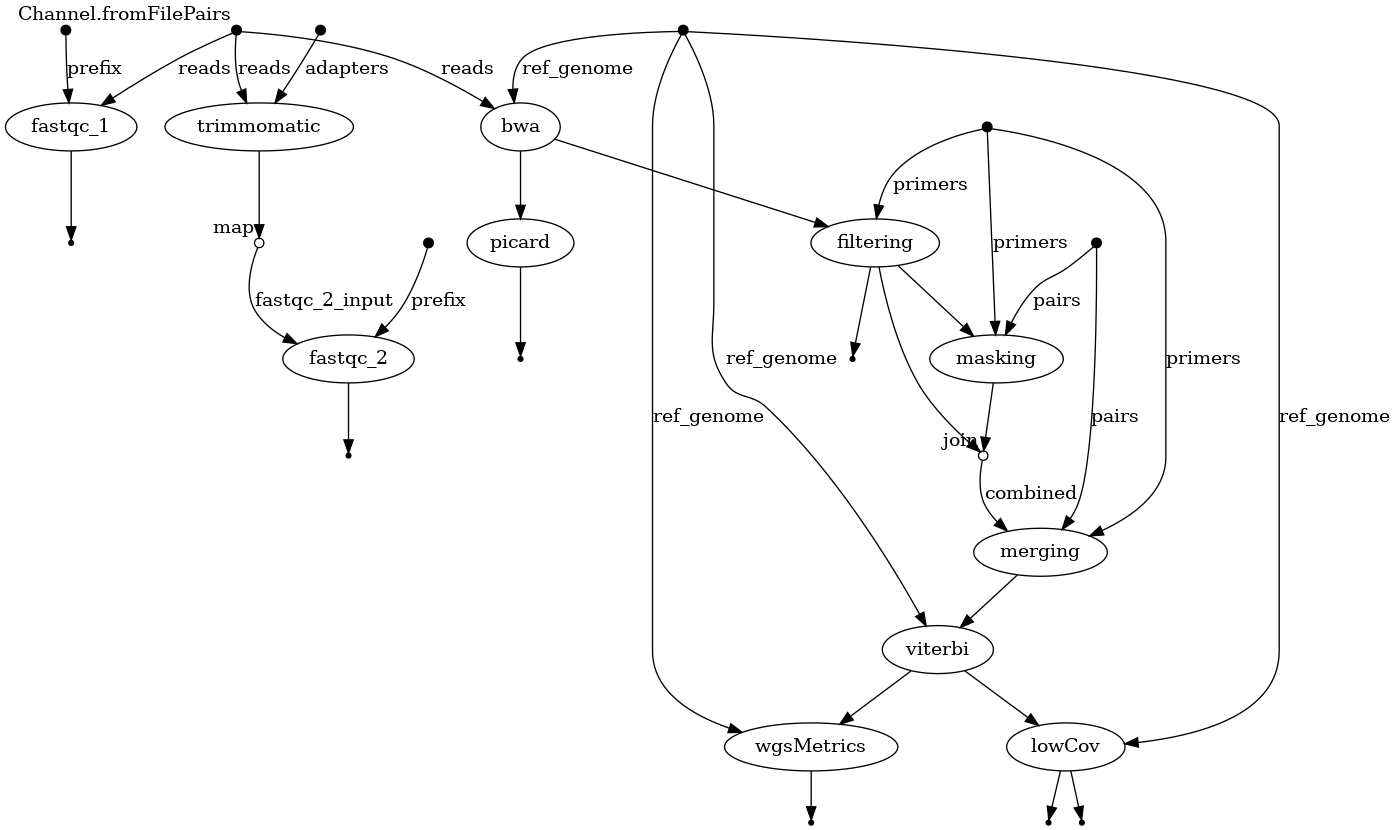 Channel.fromFilePairs
prefix
reads
reads
adapters
reads
ref_genome
fastqc_1
trimmomatic
bwa
primers
map
picard
filtering
primers
fastqc_2_input
prefix
pairs
fastqc_2
ref_genome
masking
primers
ref_genome
join
pairs
ref_genome
combined
merging
viterbi
wgsMetrics
lowCov